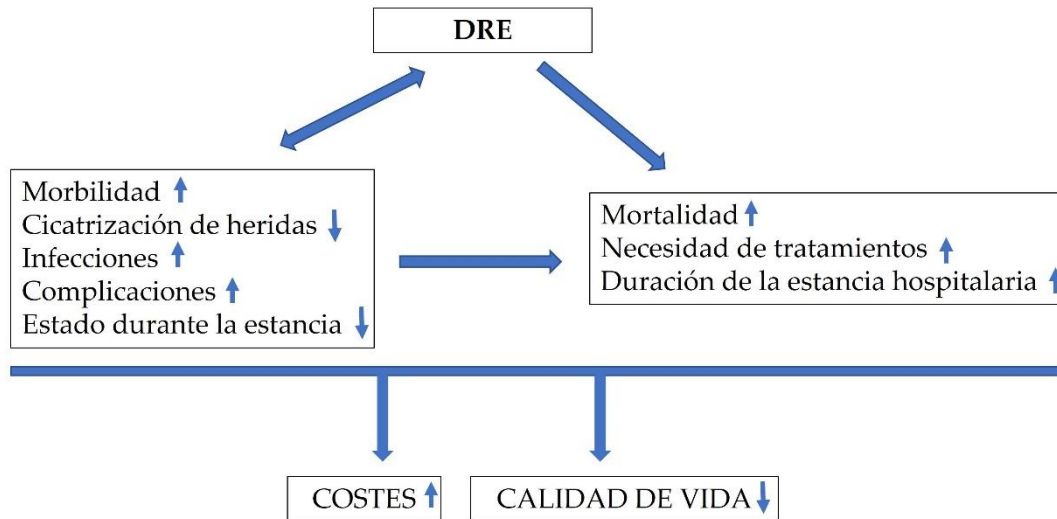 DRE
Morbilidad
Cicatrización de heridas
Infecciones
Complicaciones
Estado durante la estancia
Mortalidad
Necesidad de tratamientos
Duración de la estancia hospitalaria
COSTES
CALIDAD DE VIDA